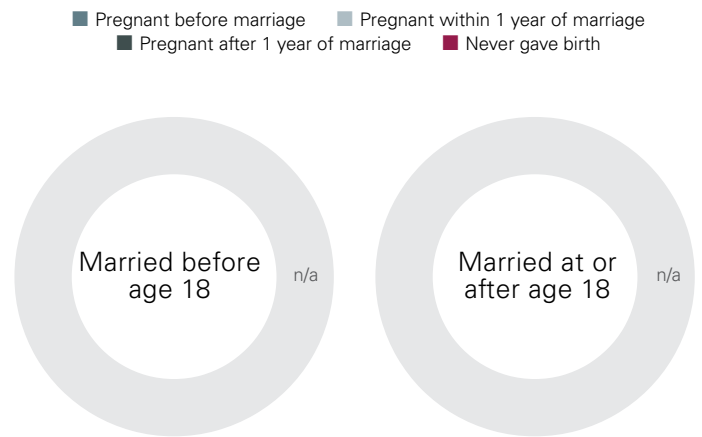 Pregnant before marriage Pregnant within 1 year of marriage
Pregnant after 1 year of marriage Never gave birth
Married before
age 18
n/a
Married at or
after age 18
n/a